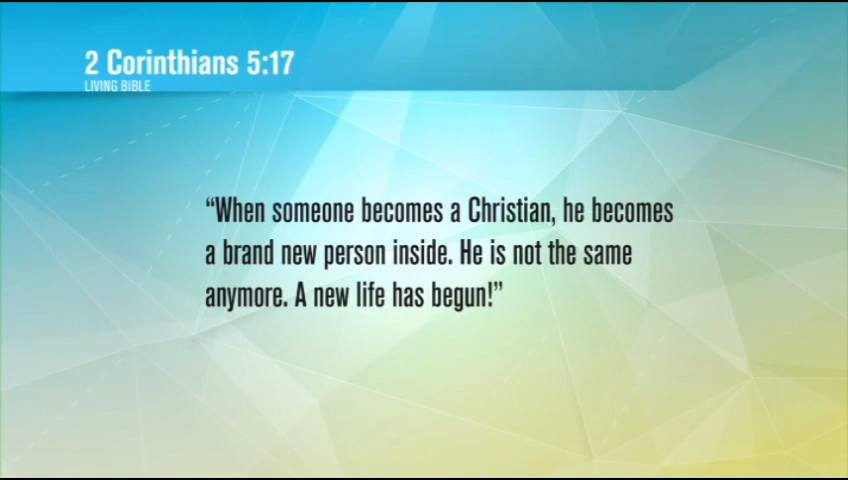 2 Corinthians 5:17
LIVING BIBLE
“When someone becomes a Christian, he becomes
a brand new person inside. He is not the same
anymore. A new life has begun!”